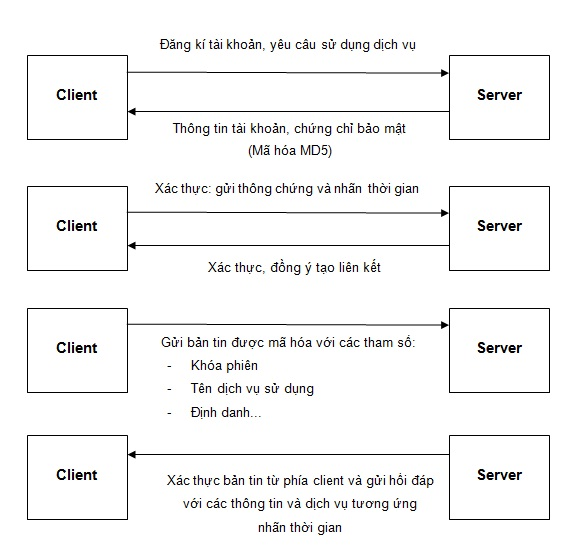 Đăng kí tài khoản, yêu cầu sử dụng dịch vụ
Client
Server
Thông tin tài khoản, chứng chỉ bảo mật
(Mã hóa MD5)
Xác thực: gửi thông chứng và nhãn thời gian
Client
Server
Xác thực, đồng ý tạo liên kết
Client
Server
Gửi bản tin được mã hóa với các tham số:
- Khóa phiên
- Tên dịch vụ sử dụng
- Định danh...
Client
Server
Xác thực bản tin từ phía client và gửi hồi đáp
với các thông tin và dịch vụ tương ứng
nhãn thời gian